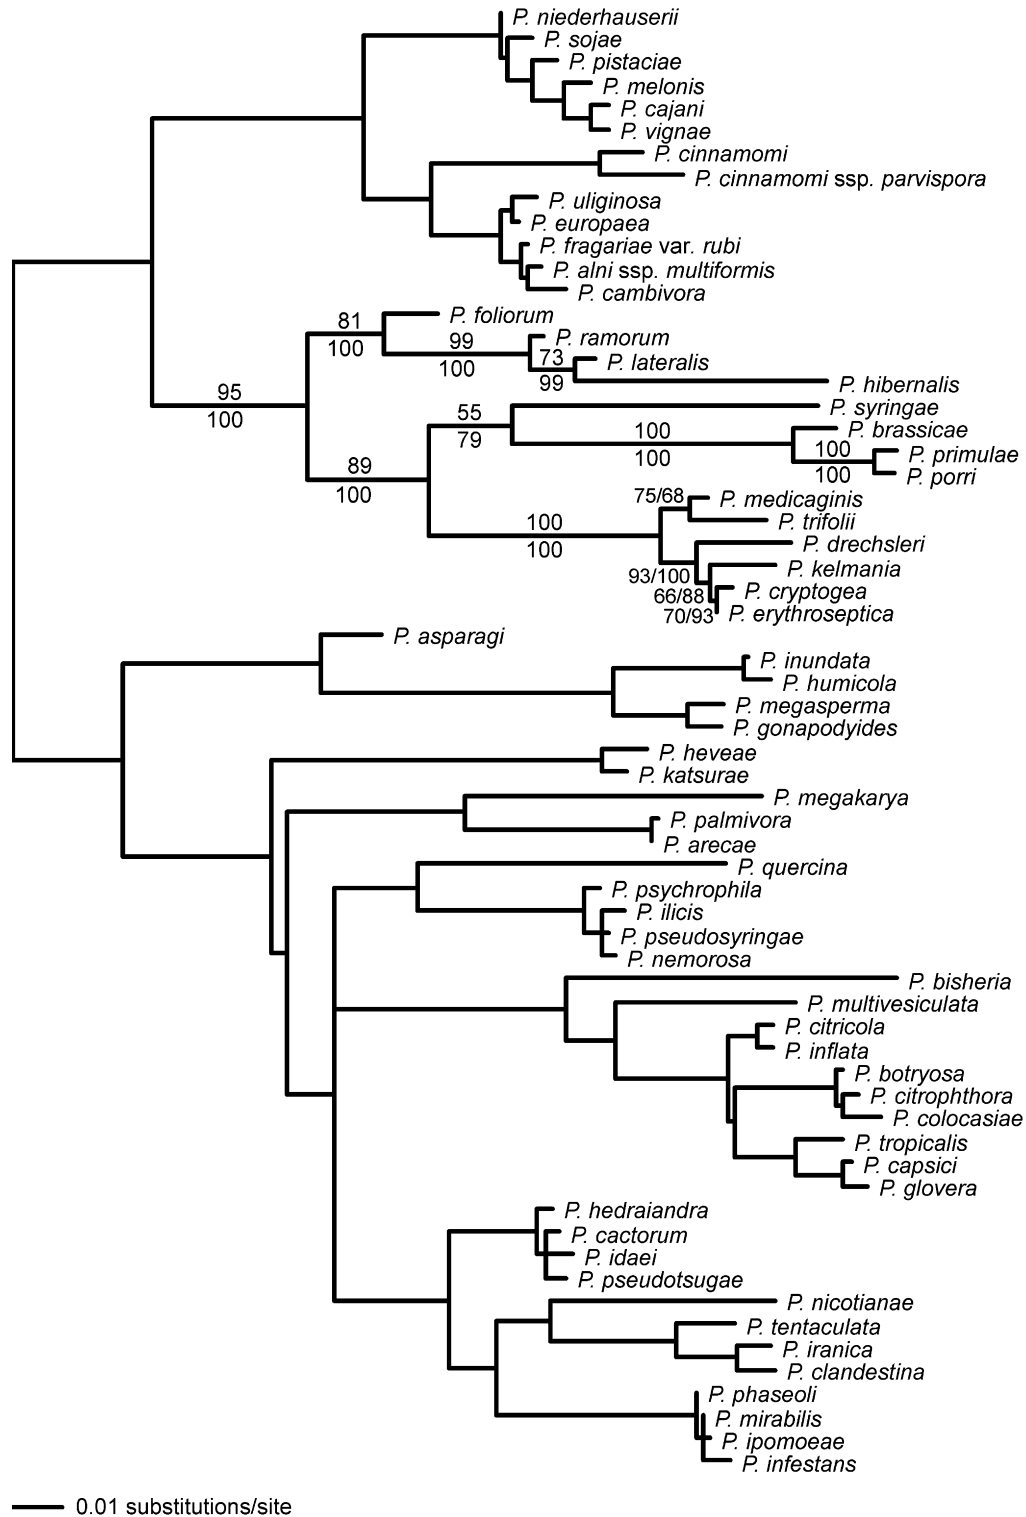 P. niederhauserii
P. sojae
P. pistaciae
P. melonis
P. cajani
P. vignae
P. cinnamomi
P. cinnamomi ssp. parvispora
P. uliginosa
P. europaea
P. fragariae var. rubi
P. alni ssp. multiformis
P. cambivora
81
100
P. foliorum
99
100
P. ramorum
73
99
P. lateralis
P. hibernalis
95
100
55
79
P. syringae
100
100
P. brassicae
100
100
P. primulae
P. porri
89
100
75/68
P. medicaginis
P. trifolii
100
100
P. drechsleri
93/100
P. kelmania
66/88
P. cryptogea
70/93
P. erythroseptica
P. asparagi
P. inundata
P. humicola
P. megasperma
P. gonapodyides
P. heveae
P. katsurae
P. megakarya
P. palmivora
P. arecae
P. quercina
P. psychrophila
P. ilicis
P. pseudosyringae
P. nemorosa
P. bisheria
P. multivesiculata
P. citricola
P. inflata
P. botryosa
P. citrophthora
P. colocasiae
P. tropicalis
P. capsici
P. glovera
P. hedraiandra
P. cactorum
P. idaei
P. pseudotsugae
P. nicotianae
P. tentaculata
P. iranica
P. clandestina
P. phaseoli
P. mirabilis
P. ipomoeae
P. infestans
0.01 substitutions/site